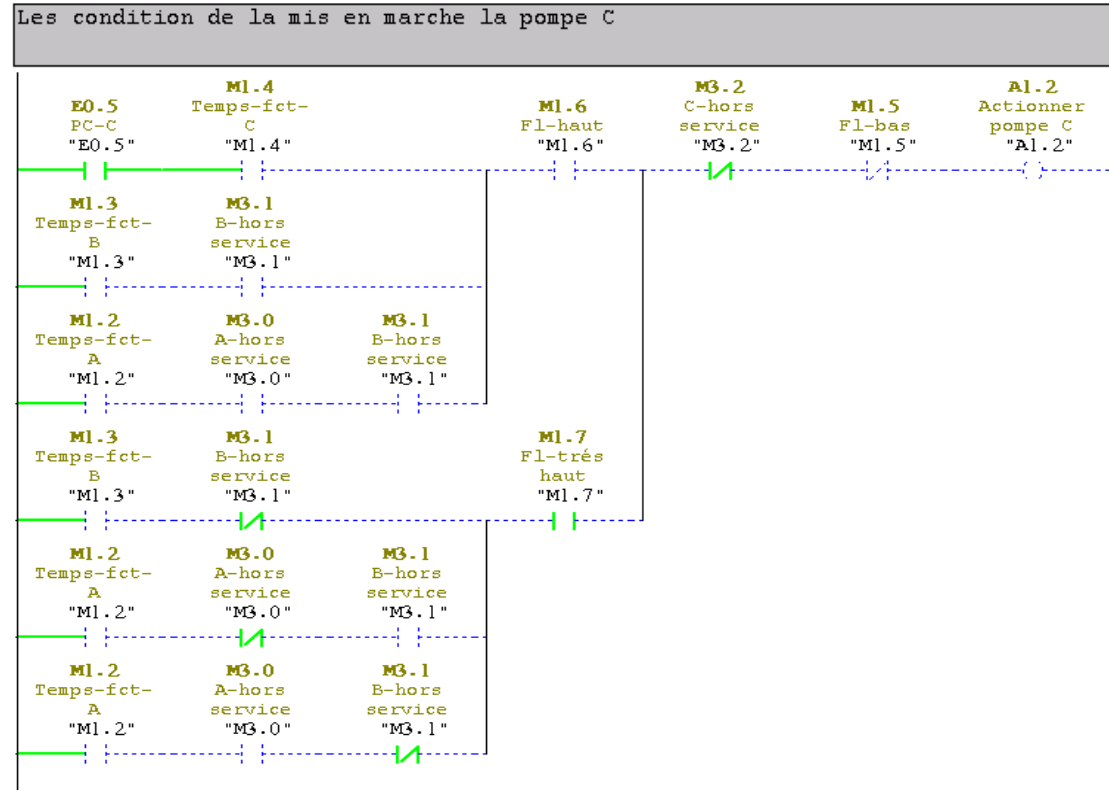 Les condition de la mis en marche la pompe C
M1.4 M3.2 A1.2
E0.5 Temps-fct- M1.6 C-hors M1.5 Actionner
PC-C C Fl-haut service Fl-bas pompe C
"E0.5" "M1.4" "M1.6" "M3.2" "M1.5" "A1.2"
M1.3 M3.1
Temps-fct- B-hors
B service
"M1.3" "M3.1"
M1.2 M3.0 M3.1
Temps-fct- A-hors B-hors
A service service
"M1.2" "M3.0" "M3.1"
M1.3 M3.1 M1.7
Temps-fct- B-hors Fl-trés
B service haut
"M1.3" "M3.1" "M1.7"
M1.2 M3.0 M3.1
Temps-fct- A-hors B-hors
A service service
"M1.2" "M3.0" "M3.1"
M1.2 M3.0 M3.1
Temps-fct- A-hors B-hors
A service service
"M1.2" "M3.0" "M3.1"